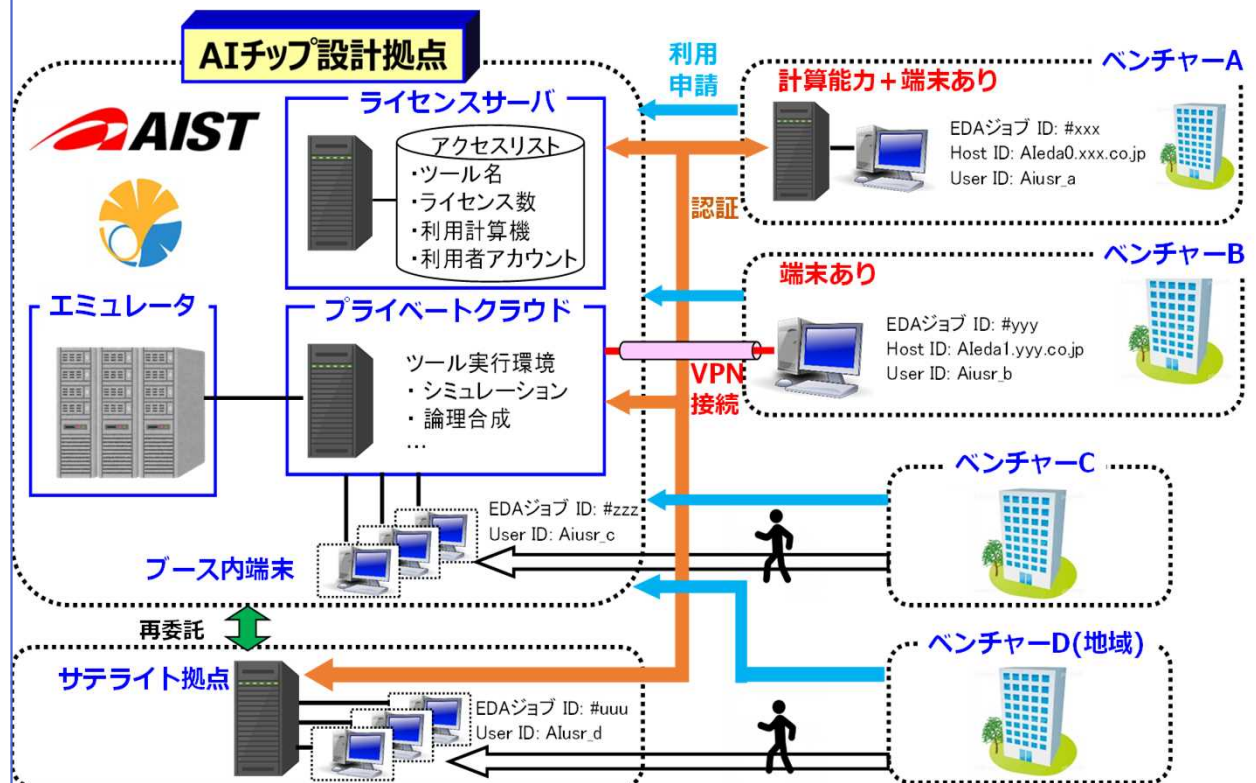 AIチップ設計拠点
AIST
ライセンスサーバ
アクセスリスト
・ツール名
・ライセンス数
・利用計算機
・利用者アカウント
利用
申請
認証
ベンチャーA
計算能力+端末あり
EDAジョブ ID: #xxx
Host ID: AIeda0.xxx.co.jp
User ID: Aiusr_a
ベンチャーB
端末あり
EDAジョブ ID: #yyy
Host ID: AIeda1.yyy.co.jp
User ID: Aiusr_b
エミュレータ
プライベートクラウド
ツール実行環境
・ シミュレーション
・ 論理合成
…
VPN
接続
ベンチャーC
EDAジョブ ID: #zzz
User ID: Aiusr_c
ブース内端末
再委託
ベンチャーD(地域)
サテライト拠点
EDAジョブ ID: #uuu
User ID: AIusr_d